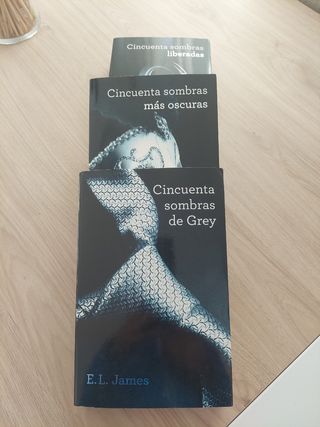 Cincuenta sombras
liberadas
Cincuenta sombras
más oscuras
Cincuenta
sombras
de Grey
E.L. James